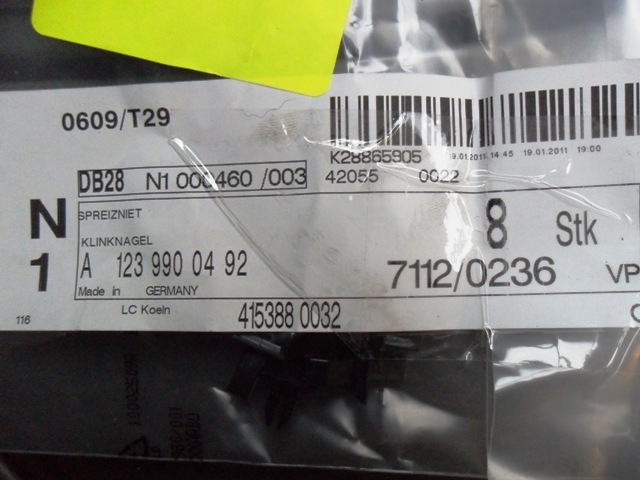 0609/T29
K28865905
19.01.2011 14:45 19.01.2011 19:00
DB28 N1 000460 /003 42055 0022
N
1
SPREIZNIET
8 Stk
KLINKNAGEL
A 123 990 04 92
7112/0236 VP
Made in GERMANY
LC Koeln
415388 0032
116